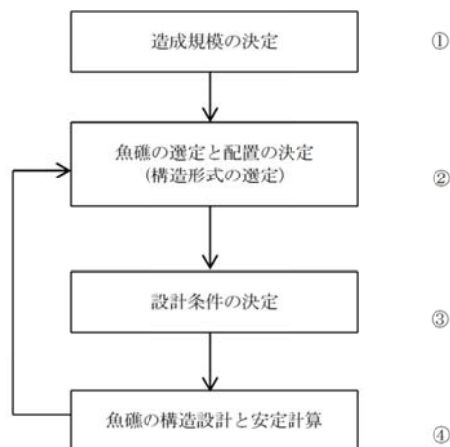 造成規模の決定
①
魚礁の選定と配置の決定
(構造形式の選定)
②
設計条件の決定
③
魚礁の構造設計と安定計算
④